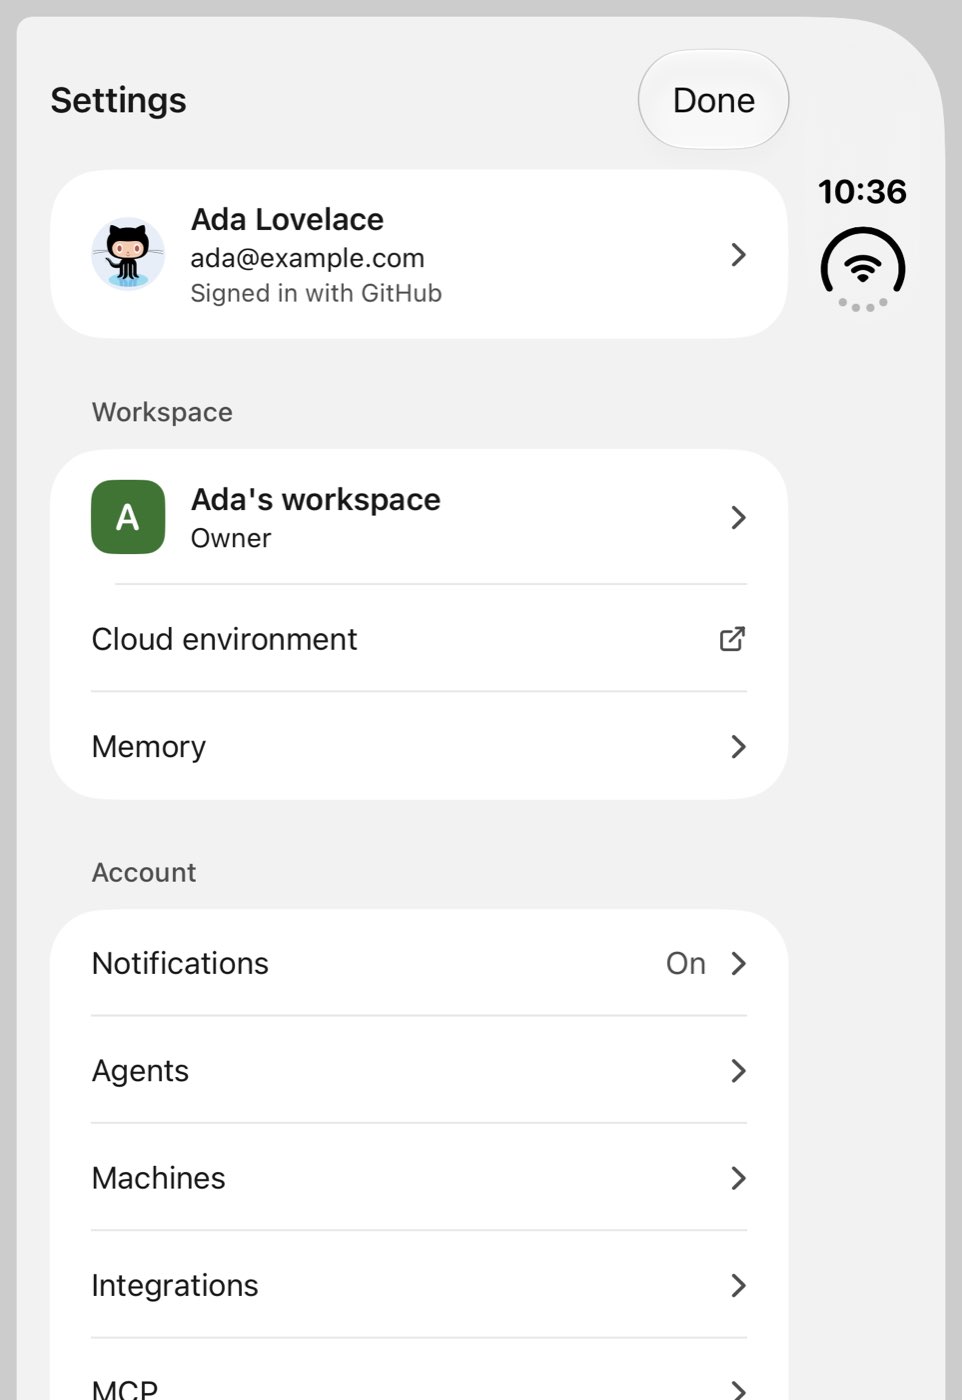 Settings
Done
10:36
Ada Lovelace
ada@example.com
Signed in with GitHub
Workspace
A
Ada's workspace
Owner
Cloud environment
Memory
Account
Notifications
On
Agents
Machines
Integrations
MCP